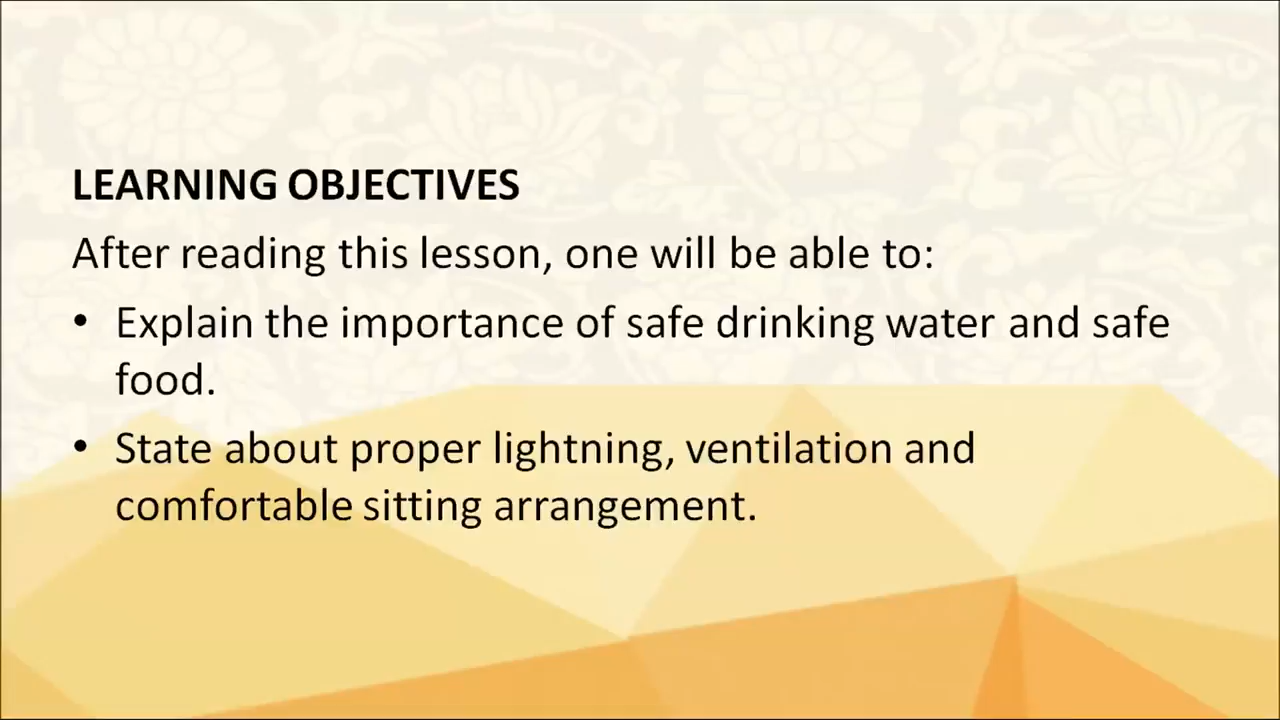 LEARNING OBJECTIVES
After reading this lesson, one will be able to:
• Explain the importance of safe drinking water and safe
food.
• State about proper lightning, ventilation and
comfortable sitting arrangement.